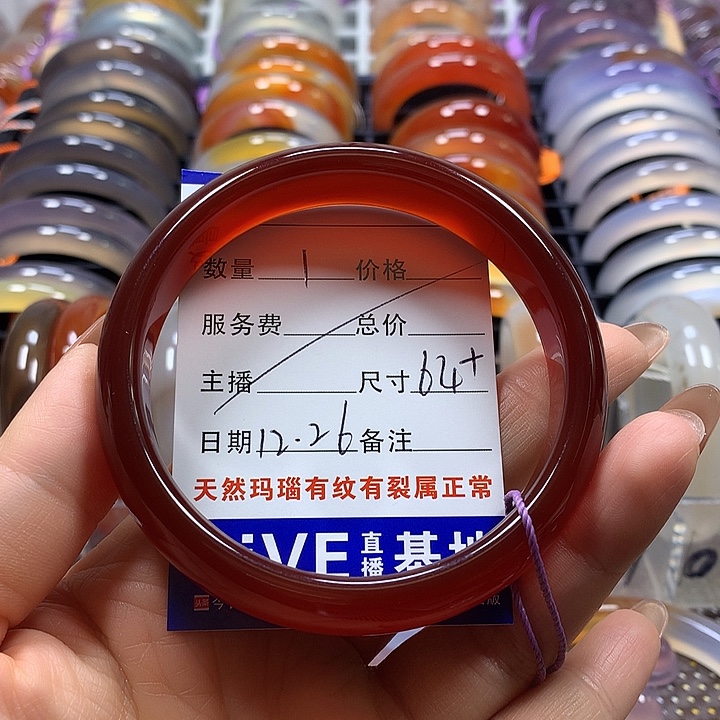 数量 1 价格
服务费 总价
主播 尺寸 64+
日期 12.26 备注
天然玛瑙有纹有裂属正常
LiVE 直播 基地